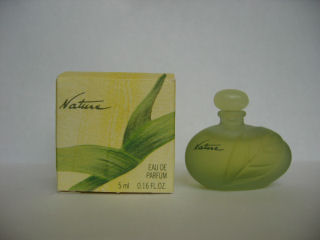 Nature
EAU DE
PARFUM
5 ml 0.16 FL.OZ.
Nature